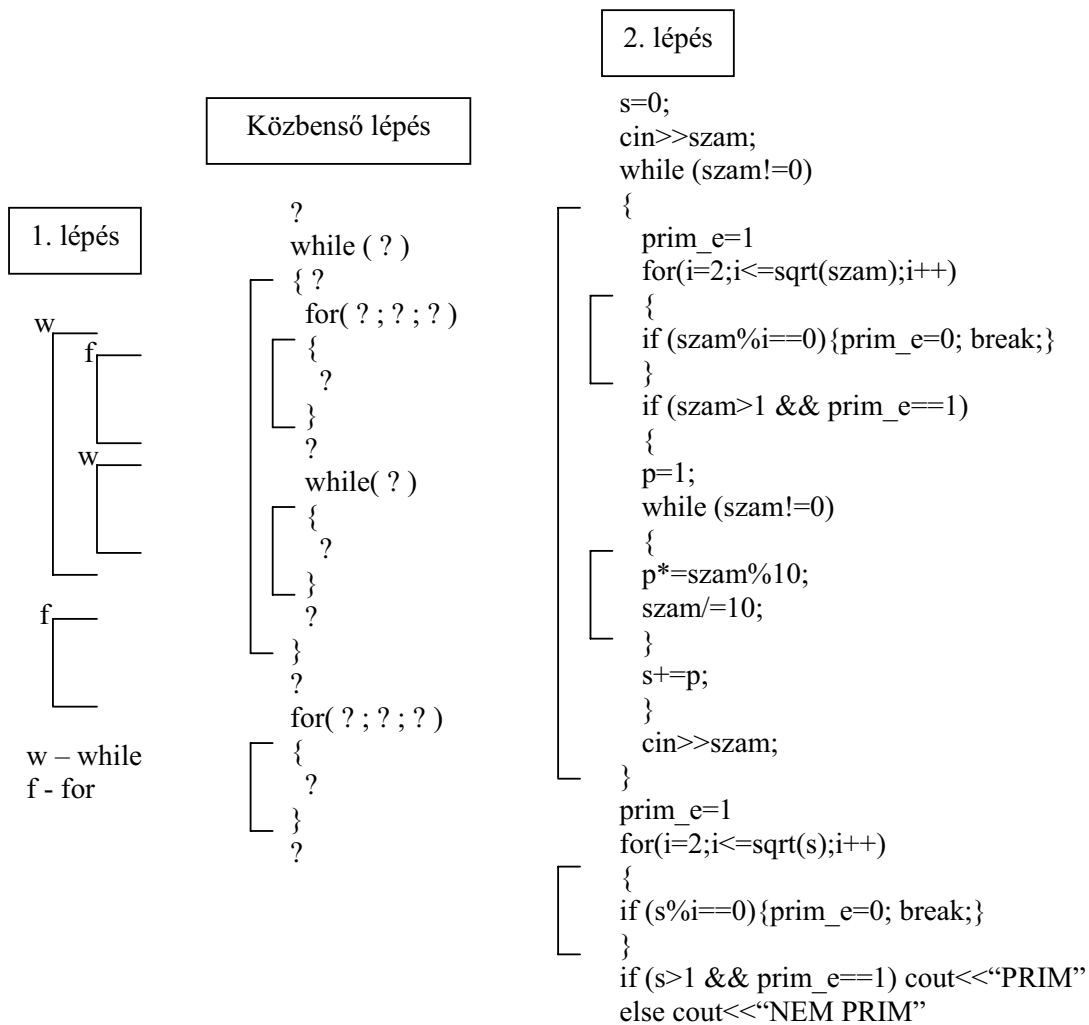 1. lépés
w
f
w
f
w – while
f - for
Közbenső lépés
?
while ( ? )
{ ?
for( ? ; ? ; ? )
{
?
}
?
while( ? )
{
?
}
?
}
?
for( ? ; ? ; ? )
{
?
}
?
2. lépés
s=0;
cin>>szam;
while (szam!=0)
{
prim_e=1
for(i=2;i<=sqrt(szam);i++)
{
if (szam%i==0){prim_e=0; break;}
}
if (szam>1 && prim_e==1)
{
p=1;
while (szam!=0)
{
p*=szam%10;
szam/=10;
}
s+=p;
}
cin>>szam;
}
prim_e=1
for(i=2;i<=sqrt(s);i++)
{
if (s%i==0){prim_e=0; break;}
}
if (s>1 && prim_e==1) cout<<“PRIM”
else cout<<“NEM PRIM”